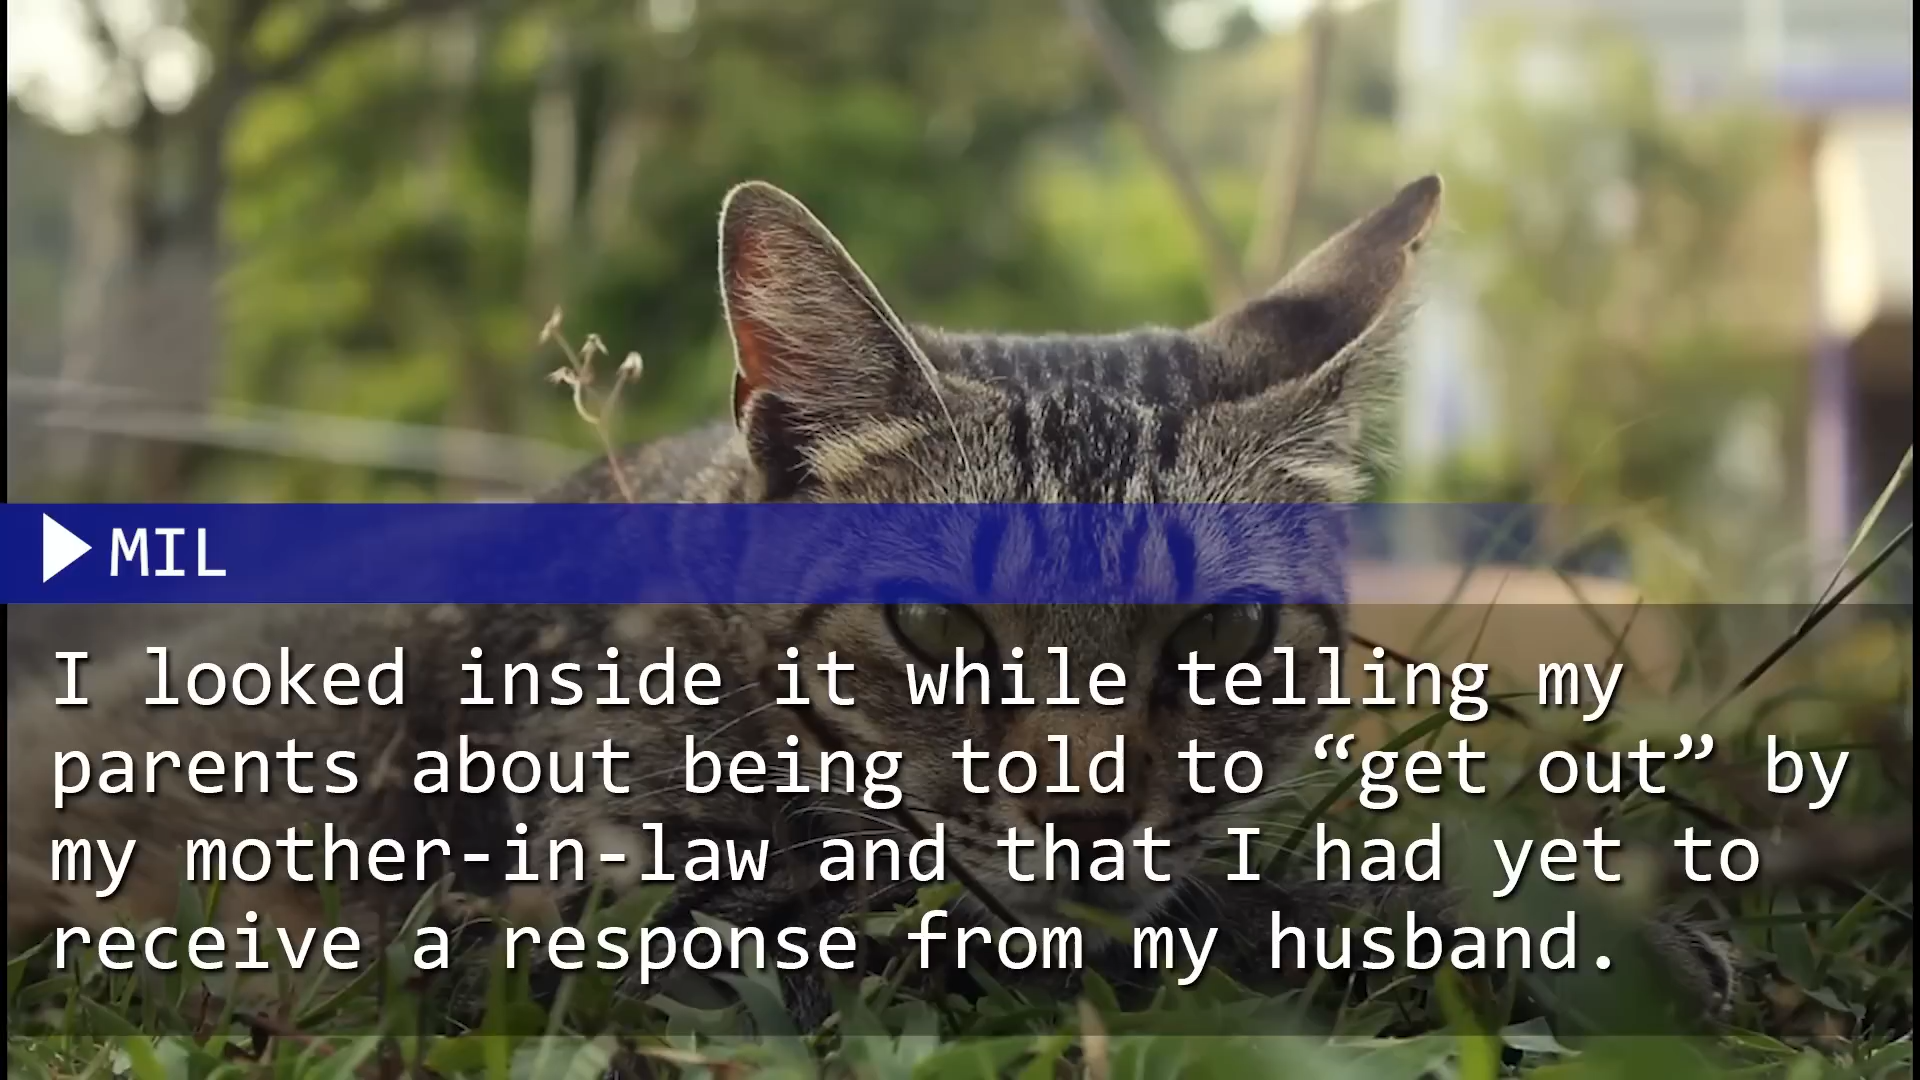 MIL
I looked inside it while telling my
parents about being told to “get out” by
my mother-in-law and that I had yet to
receive a response from my husband.